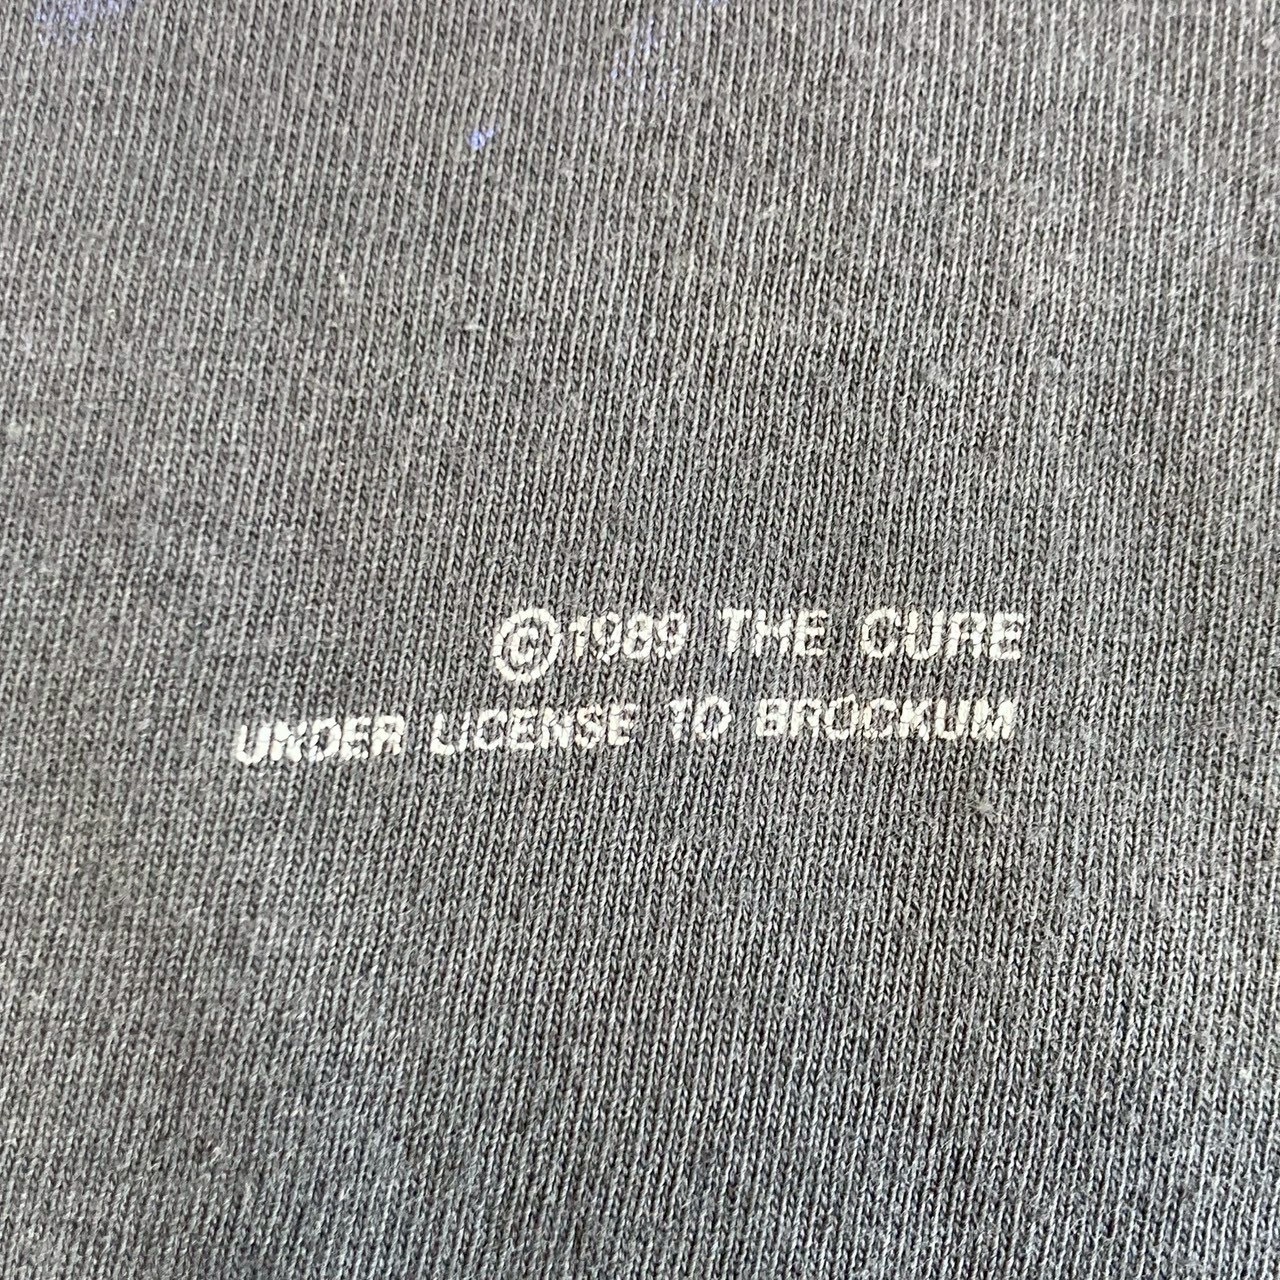 ©1989 THE CURE
UNDER LICENSE TO BROCKUM